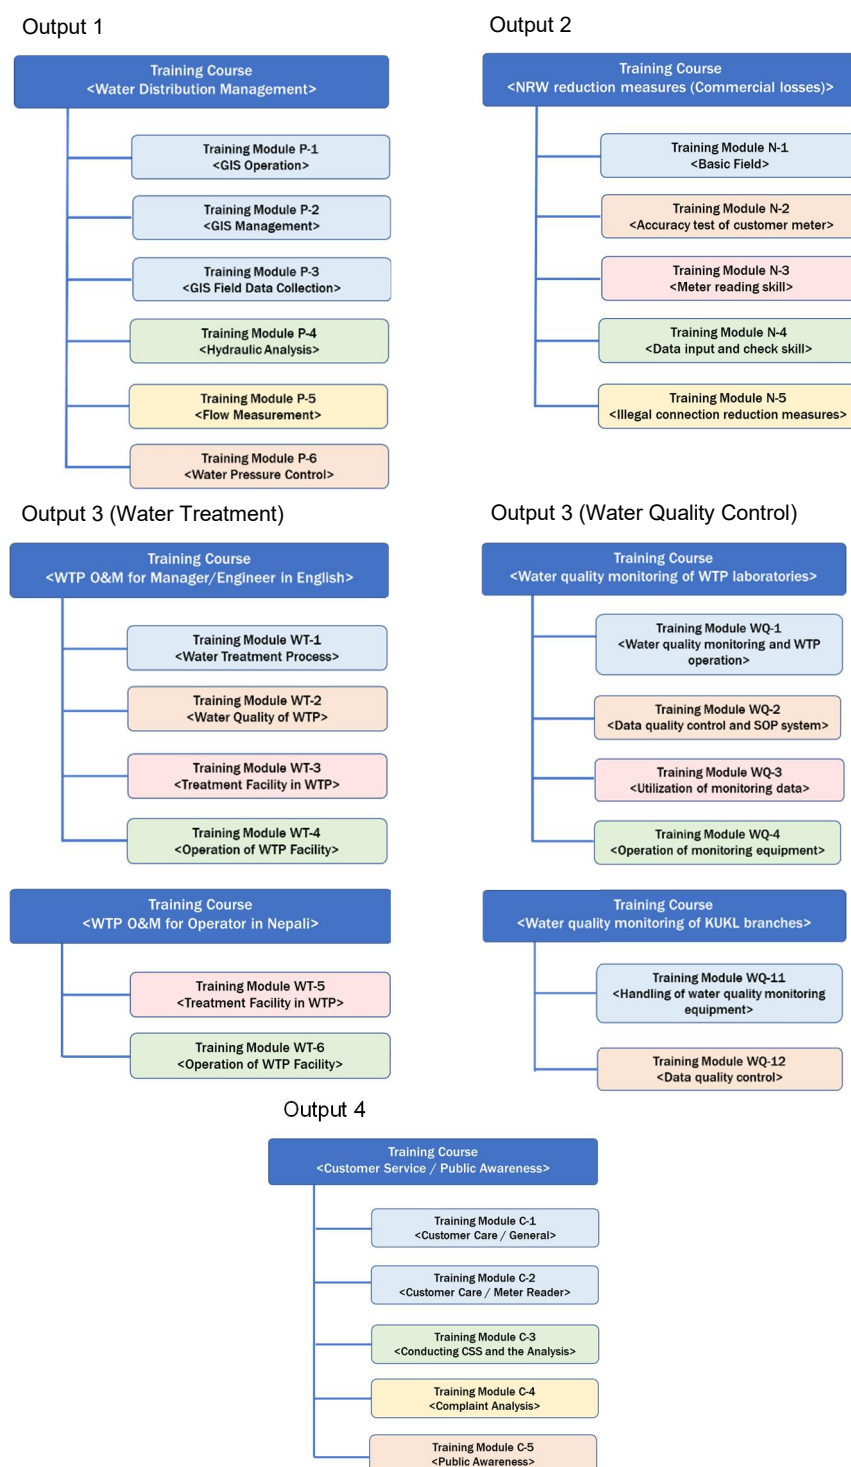 Output 1
Training Course
<Water Distribution Management>
Training Module P-1
<GIS Operation>
Training Module P-2
<GIS Management>
Training Module P-3
<GIS Field Data Collection>
Training Module P-4
<Hydraulic Analysis>
Training Module P-5
<Flow Measurement>
Training Module P-6
<Water Pressure Control>
Output 2
Training Course
<NRW reduction measures (Commercial losses)>
Training Module N-1
<Basic Field>
Training Module N-2
<Accuracy test of customer meter>
Training Module N-3
<Meter reading skill>
Training Module N-4
<Data input and check skill>
Training Module N-5
<Illegal connection reduction measures>
Output 3 (Water Treatment)
Training Course
<WTP O&M for Manager/Engineer in English>
Training Module WT-1
<Water Treatment Process>
Training Module WT-2
<Water Quality of WTP>
Training Module WT-3
<Treatment Facility in WTP>
Training Module WT-4
<Operation of WTP Facility>
Training Course
<WTP O&M for Operator in Nepali>
Training Module WT-5
<Treatment Facility in WTP>
Training Module WT-6
<Operation of WTP Facility>
Output 3 (Water Quality Control)
Training Course
<Water quality monitoring of WTP laboratories>
Training Module WQ-1
<Water quality monitoring and WTP
operation>
Training Module WQ-2
<Data quality control and SOP system>
Training Module WQ-3
<Utilization of monitoring data>
Training Module WQ-4
<Operation of monitoring equipment>
Training Course
<Water quality monitoring of KUKL branches>
Training Module WQ-11
<Handling of water quality monitoring
equipment>
Training Module WQ-12
<Data quality control>
Output 4
Training Course
<Customer Service / Public Awareness>
Training Module C-1
<Customer Care / General>
Training Module C-2
<Customer Care / Meter Reader>
Training Module C-3
<Conducting CSS and the Analysis>
Training Module C-4
<Complaint Analysis>
Training Module C-5
<Public Awareness>